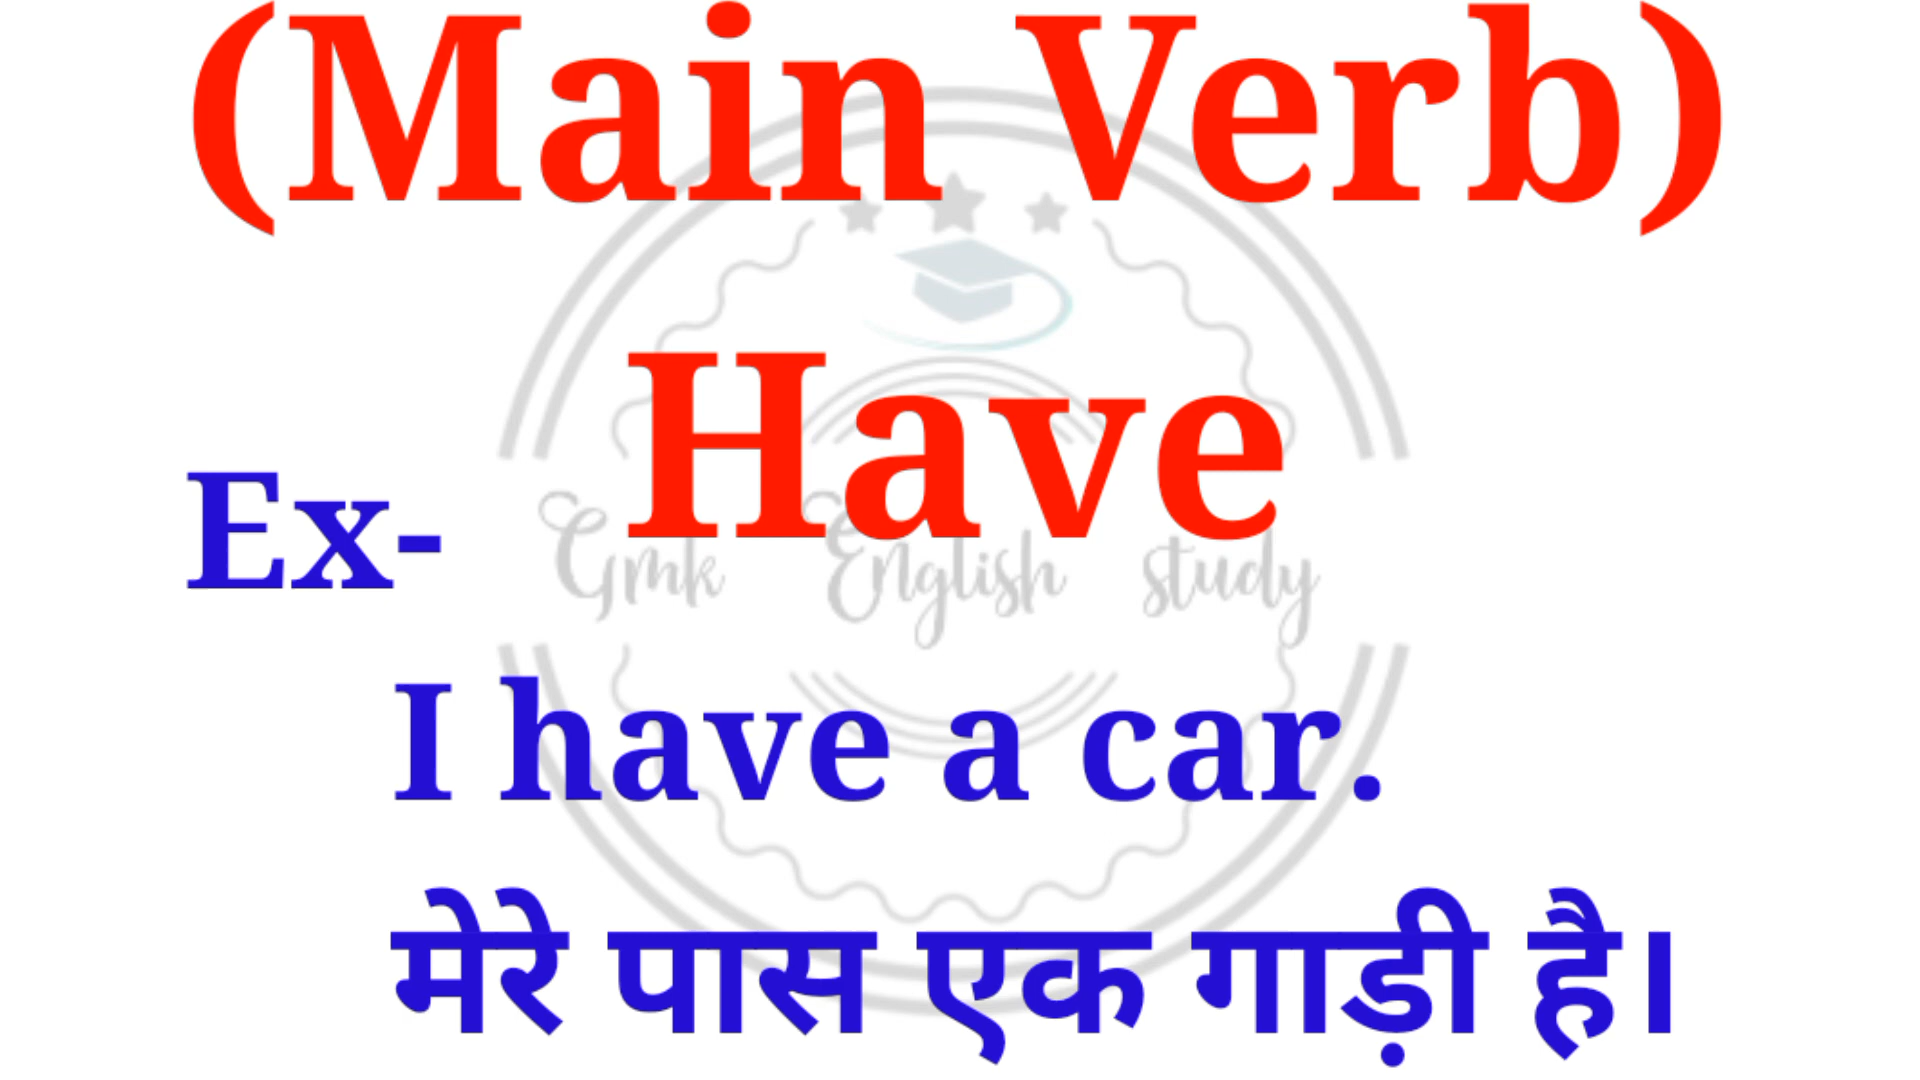 (Main Verb)
Have
Ex-
Gmk English study
I have a car.
मेरे पास एक गाड़ी है।